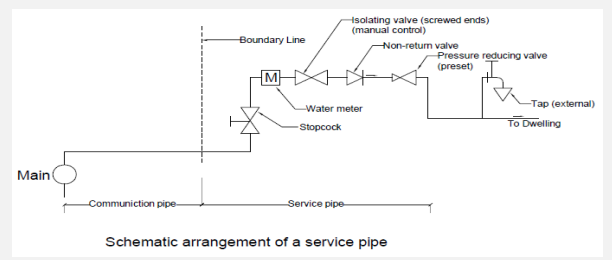 Isolating valve (screwed ends)
(manual control)
Boundary Line
Non-return valve
Pressure reducing valve
(preset)
M
Water meter
Tap (external)
Stopcock
To Dwelling
Main
Communiction pipe
Service pipe
Schematic arrangement of a service pipe